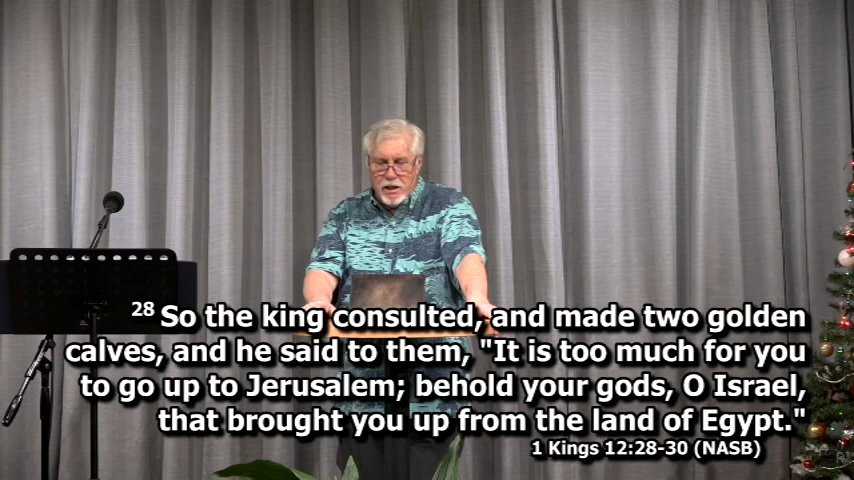 28 So the king consulted, and made two golden
calves, and he said to them, "It is too much for you
to go up to Jerusalem; behold your gods, O Israel,
that brought you up from the land of Egypt."
1 Kings 12:28-30 (NASB)